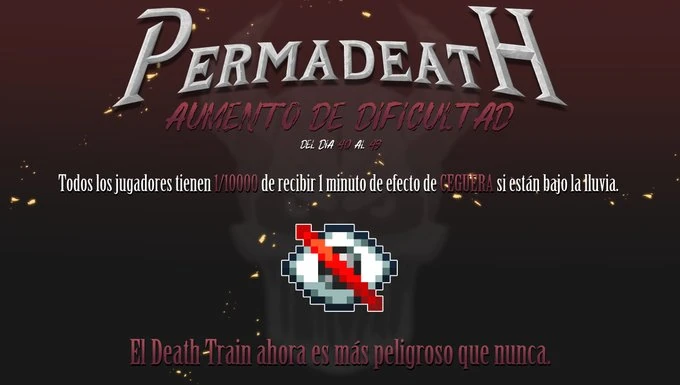 PERMADEATH
AUMENTO DE DIFICULTAD
DEL DIA 40 AL 49
Todos los jugadores tienen 1/10000 de recibir 1 minuto de efecto de CEGUERA si están bajo la lluvia.
El Death Train ahora es más peligroso que nunca.